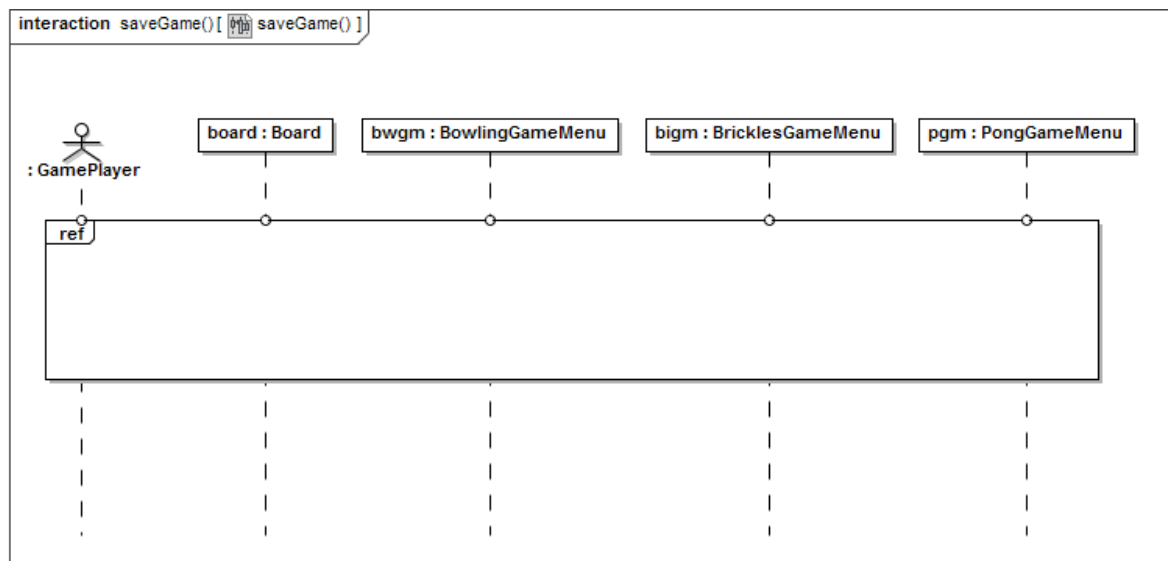 interaction saveGame() [ saveGame() ]
board : Board
bwgm : BowlingGameMenu
bigm : BricklesGameMenu
pgm : PongGameMenu
: GamePlayer
ref